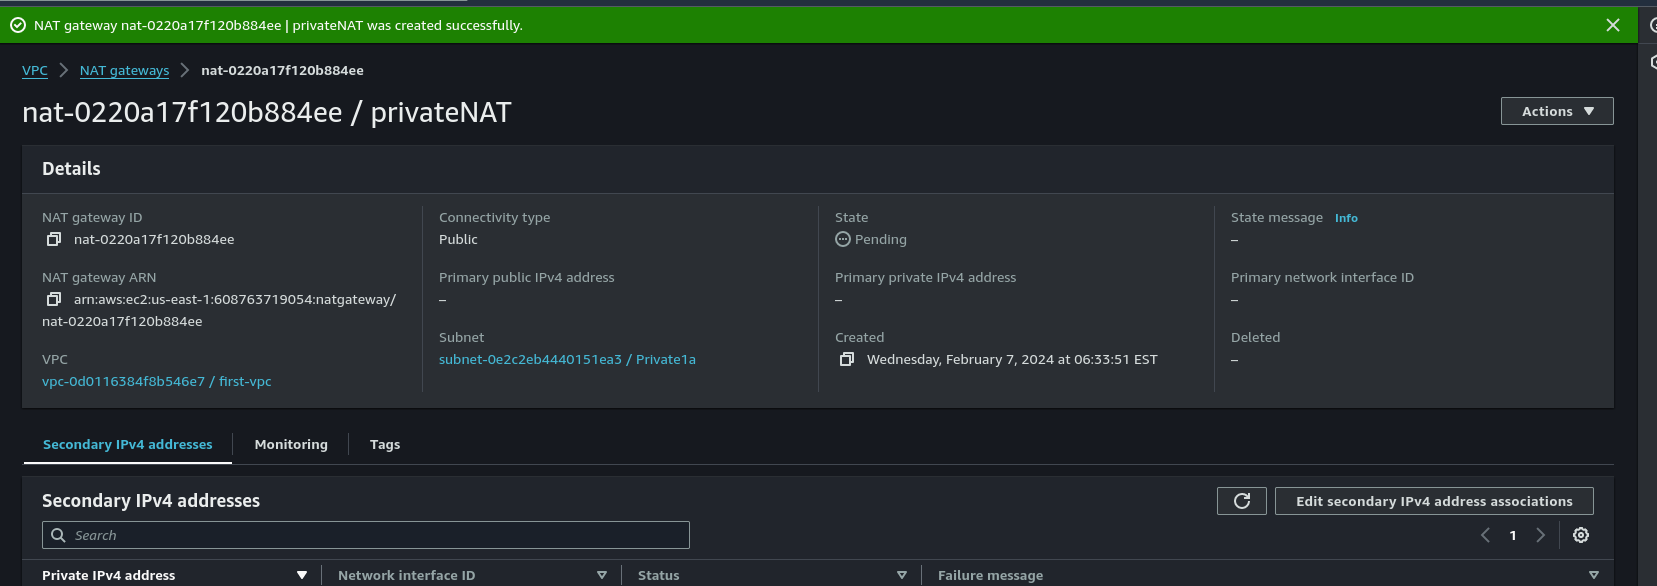 NAT gateway nat-0220a17f120b884ee | privateNAT was created successfully.
VPC > NAT gateways > nat-0220a17f120b884ee
nat-0220a17f120b884ee / privateNAT
Actions ▼
Details
NAT gateway ID
nat-0220a17f120b884ee
NAT gateway ARN
arn:aws:ec2:us-east-1:608763719054:natgateway/
nat-0220a17f120b884ee
VPC
vpc-0d0116384f8b546e7 / first-vpc
Connectivity type
Public
Primary public IPv4 address
–
Subnet
subnet-0e2c2eb4440151ea3 / Private1a
State
Pending
Primary private IPv4 address
–
Created
Wednesday, February 7, 2024 at 06:33:51 EST
State message Info
–
Primary network interface ID
–
Deleted
–
Secondary IPv4 addresses Monitoring Tags
Secondary IPv4 addresses
Edit secondary IPv4 address associations
Search
1
Private IPv4 address Network interface ID Status Failure message